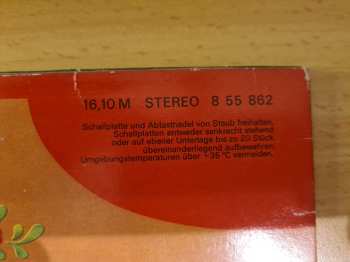 16,10 M STEREO 8 55 862
Schallplatte und Abtastnadel von Staub freihalten,
Schallplatten entweder senkrecht stehend
oder auf ebener Unterlage bis zu 20 Stück
übereinanderliegend aufbewahren.
Umgebungstemperaturen über +35 °C vermeiden.